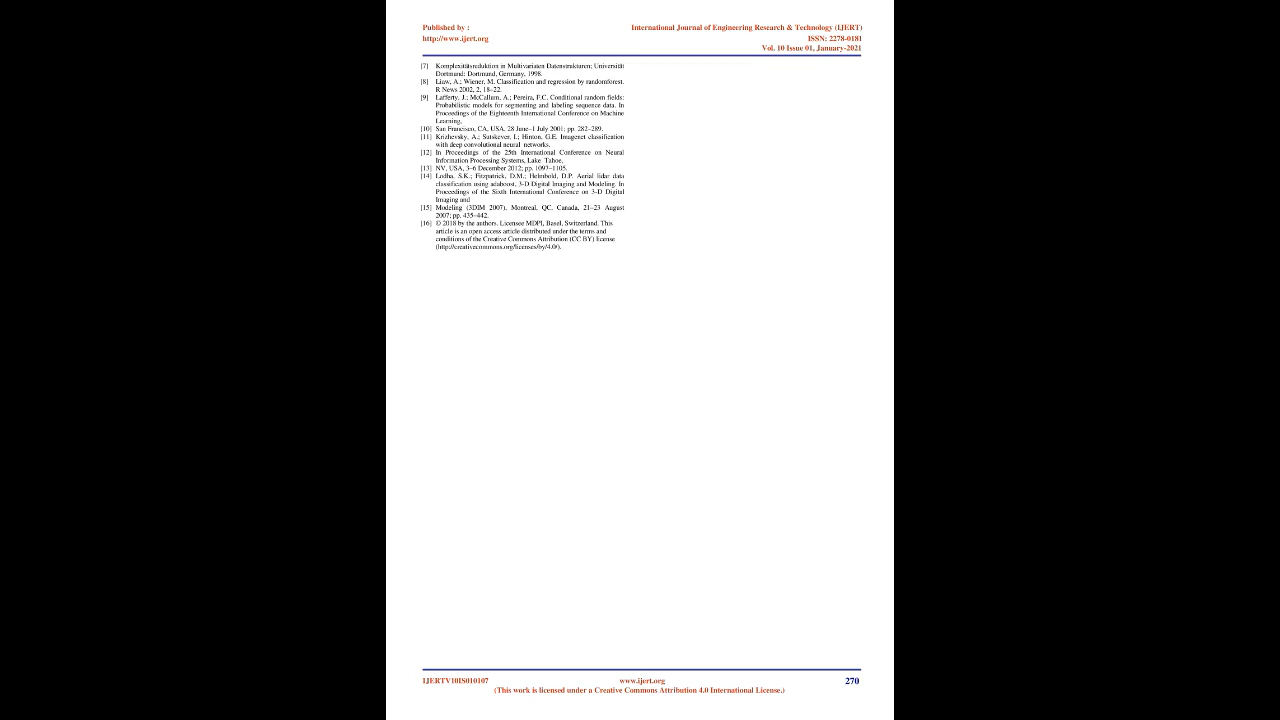 Published by :
http://www.ijert.org
International Journal of Engineering Research & Technology (IJERT)
ISSN: 2278-0181
Vol. 10 Issue 01, January-2021
[7] Komplexitätsreduktion in Multivariaten Datenstrukturen; Universität
Dortmund: Dortmund, Germany, 1998.
[8] Liaw, A.; Wiener, M. Classification and regression by randomforest.
R News 2002, 2, 18–22.
[9] Lafferty, J.; McCallum, A.; Pereira, F.C. Conditional random fields:
Probabilistic models for segmenting and labeling sequence data. In
Proceedings of the Eighteenth International Conference on Machine
Learning,
[10] San Francisco, CA, USA, 28 June–1 July 2001; pp. 282–289.
[11] Krizhevsky, A.; Sutskever, I.; Hinton, G.E. Imagenet classification
with deep convolutional neural networks.
[12] In Proceedings of the 25th International Conference on Neural
Information Processing Systems, Lake Tahoe,
[13] NV, USA, 3–6 December 2012; pp. 1097–1105.
[14] Lodha, S.K.; Fitzpatrick, D.M.; Helmbold, D.P. Aerial lidar data
classification using adaboost, 3-D Digital Imaging and Modeling. In
Proceedings of the Sixth International Conference on 3-D Digital
Imaging and
[15] Modeling (3DIM 2007), Montreal, QC, Canada, 21–23 August
2007; pp. 435–442.
[16] © 2018 by the authors. Licensee MDPI, Basel, Switzerland. This
article is an open access article distributed under the terms and
conditions of the Creative Commons Attribution (CC BY) license
(http://creativecommons.org/licenses/by/4.0/).
IJERTV10IS010107
www.ijert.org
270
(This work is licensed under a Creative Commons Attribution 4.0 International License.)